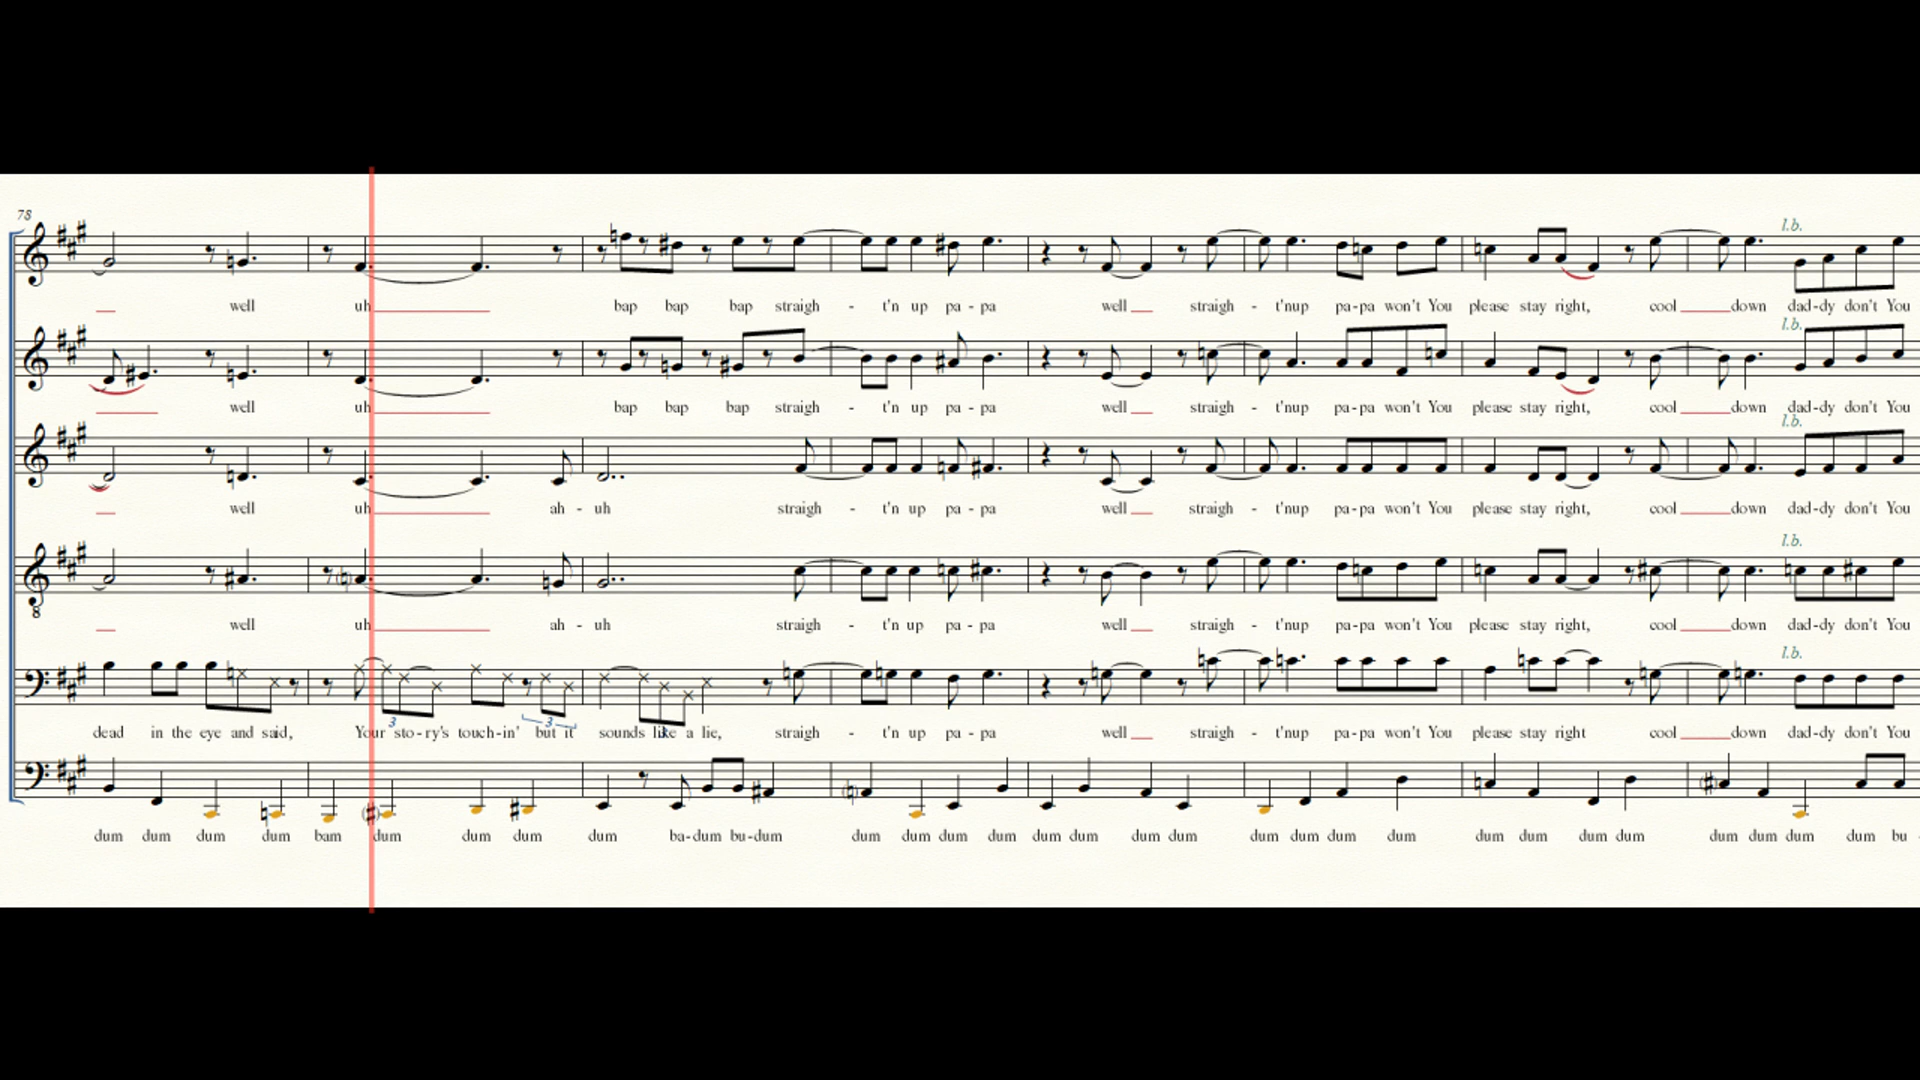 78
l.b.
well uh bap bap bap straigh - t'n up pa - pa well straigh - t'nup pa - pa won't You please stay right, cool down dad - dy don't You
l.b.
well uh bap bap bap straigh - t'n up pa - pa well straigh - t'nup pa - pa won't You please stay right, cool down dad - dy don't You
l.b.
well uh ah - uh straigh - t'n up pa - pa well straigh - t'nup pa - pa won't You please stay right, cool down dad - dy don't You
l.b.
8
well uh ah - uh straigh - t'n up pa - pa well straigh - t'nup pa - pa won't You please stay right, cool down dad - dy don't You
l.b.
3 3 3
dead in the eye and said, Your sto - ry's touch - in' but it sounds like a lie, straigh - t'n up pa - pa well straigh - t'nup pa - pa won't You please stay right cool down dad - dy don't You
dum dum dum dum bam dum dum dum dum ba - dum bu - dum dum dum dum dum dum dum dum dum dum dum dum dum dum dum dum dum dum dum dum dum bu -